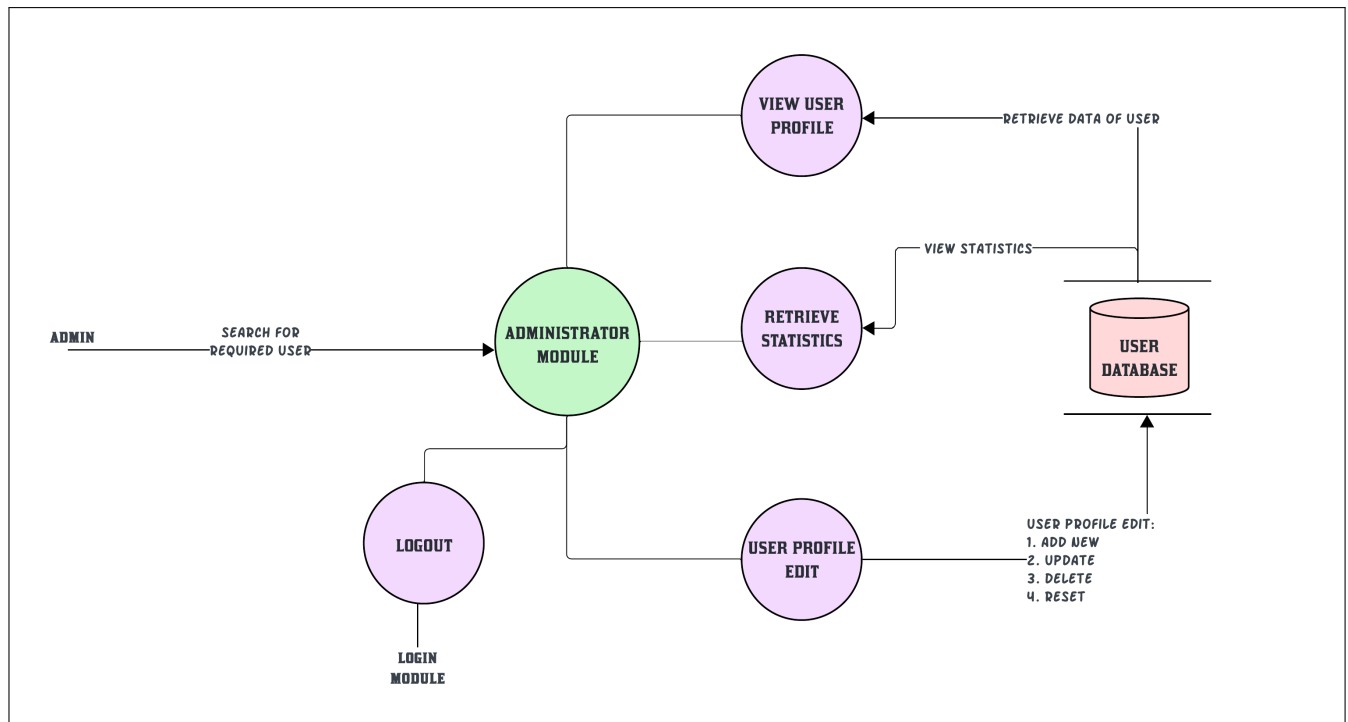 VIEW USER
PROFILE
RETRIEVE DATA OF USER
VIEW STATISTICS
RETRIEVE
STATISTICS
ADMIN
SEARCH FOR
REQUIRED USER
ADMINISTRATOR
MODULE
USER
DATABASE
LOGOUT
USER PROFILE
EDIT
USER PROFILE EDIT:
1. ADD NEW
2. UPDATE
3. DELETE
4. RESET
LOGIN
MODULE